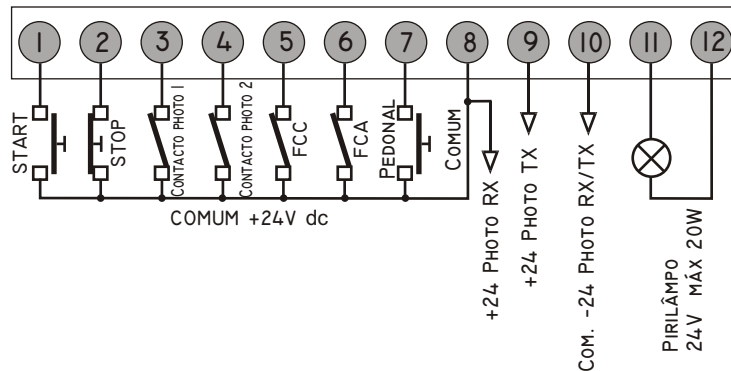 1 2 3 4 5 6 7 8 9 10 11 12
START
STOP
CONTACTO PHOTO 1
CONTACTO PHOTO 2
FCC
FCA
PEDONAL
COMUM
COMUM +24V dc
+24 PHOTO RX
+24 PHOTO TX
COM. -24 PHOTO RX/TX
PIRILÂMPO
24V MÁX 20W